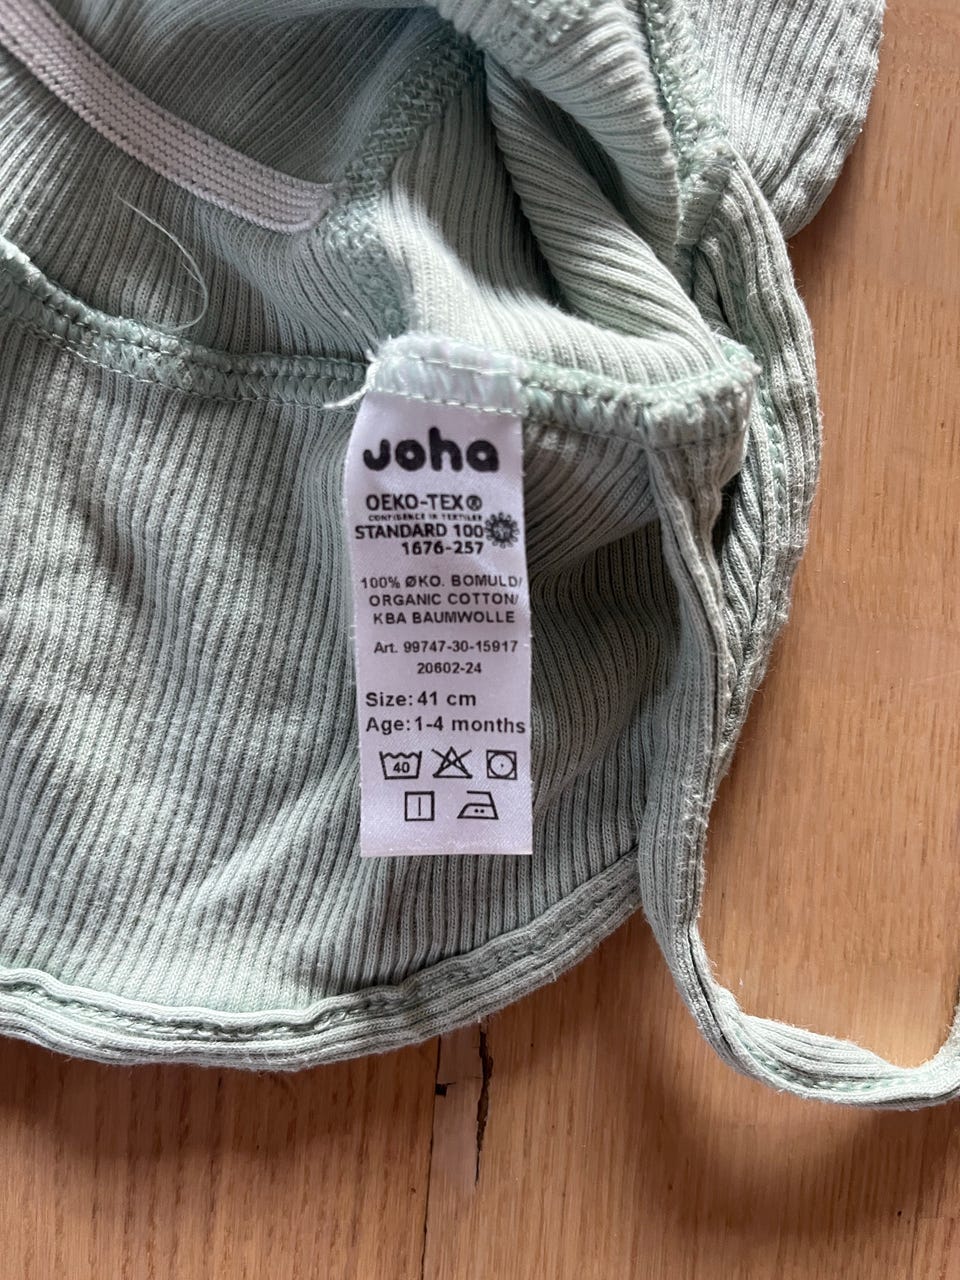 Joha
OEKO-TEX®
CONFIDENCE IN TEXTILES
STANDARD 100
1676-257
100% ØKO. BOMULD/
ORGANIC COTTON/
KBA BAUMWOLLE
Art. 99747-30-15917
20602-24
Size: 41 cm
Age: 1-4 months
40